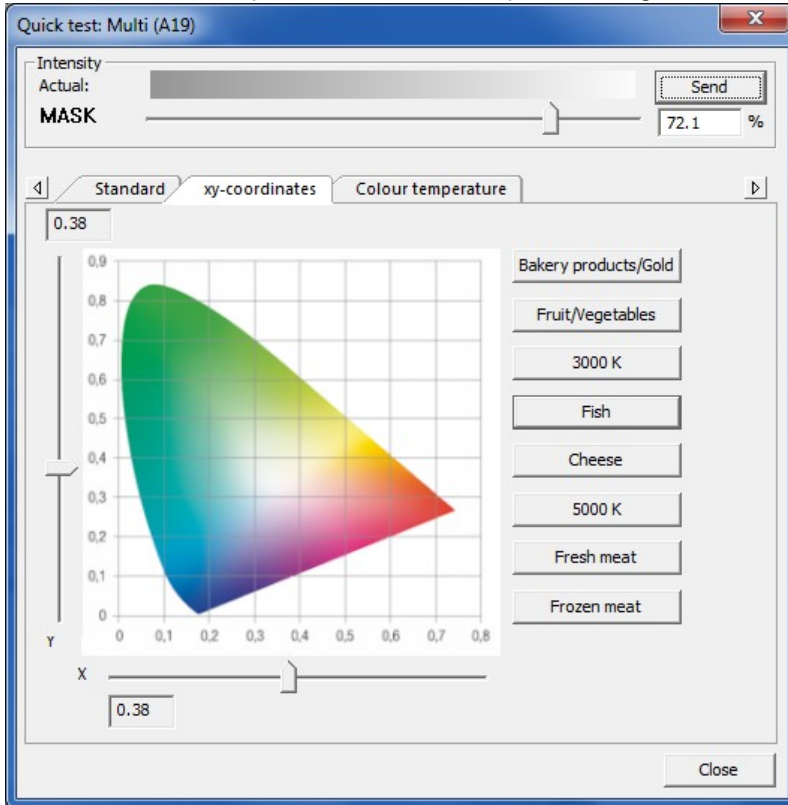 Quick test: Multi (A19)
Intensity
Actual:
Send
MASK
72.1 %
Standard xy-coordinates Colour temperature
0.38
0,9
0,8
0,7
0,6
0,5
0,4
0,3
0,2
0,1
0
0 0,1 0,2 0,3 0,4 0,5 0,6 0,7 0,8
Y
X
0.38
Bakery products/Gold
Fruit/Vegetables
3000 K
Fish
Cheese
5000 K
Fresh meat
Frozen meat
Close